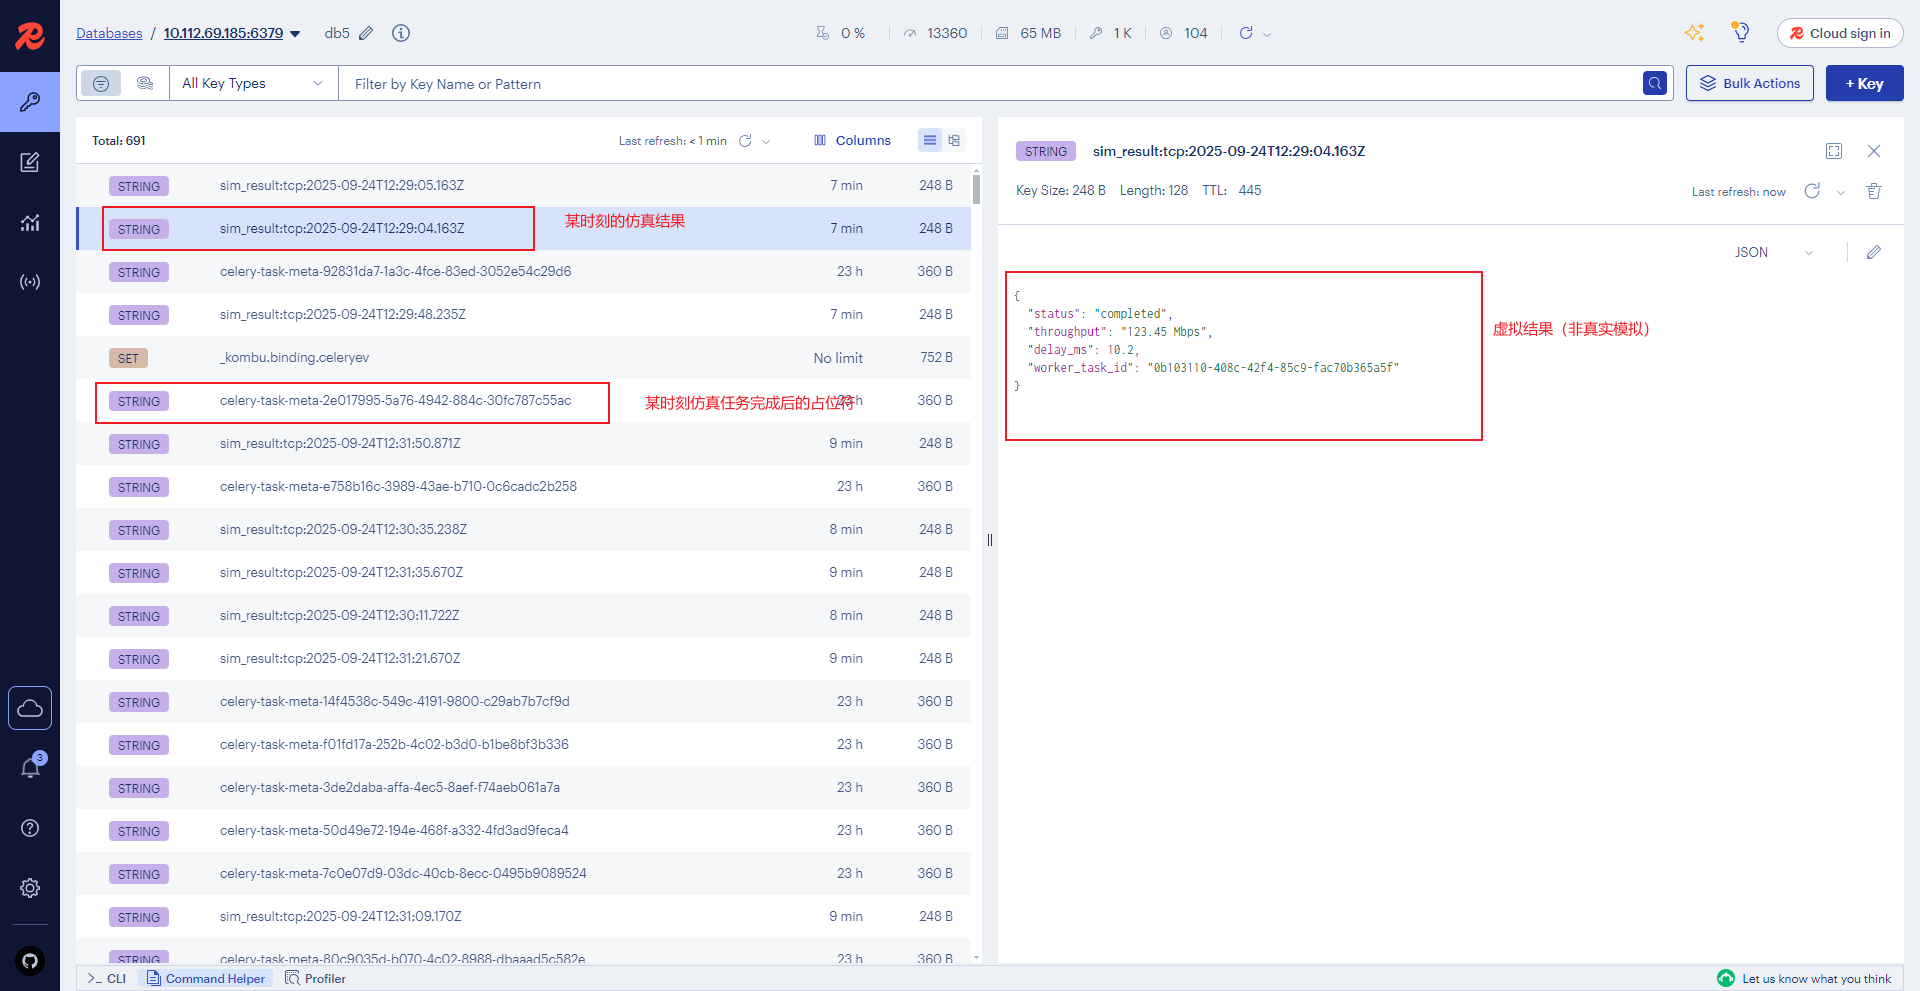 Databases / 10.112.69.185:6379 db5
0 % 13360 65 MB 1 K 104
Cloud sign in
All Key Types Filter by Key Name or Pattern
Bulk Actions + Key
Total: 691 Last refresh: < 1 min Columns
STRING sim_result:tcp:2025-09-24T12:29:05.163Z 7 min 248 B
STRING sim_result:tcp:2025-09-24T12:29:04.163Z 某时刻的仿真结果 7 min 248 B
STRING celery-task-meta-92831da7-1a3c-4fce-83ed-3052e54c29d6 23 h 360 B
STRING sim_result:tcp:2025-09-24T12:29:48.235Z 7 min 248 B
SET _kombu.binding.celeryev No limit 752 B
STRING celery-task-meta-2e017995-5a76-4942-884c-30fc787c55ac 某时刻仿真任务完成后的占位符 23 h 360 B
STRING sim_result:tcp:2025-09-24T12:31:50.871Z 9 min 248 B
STRING celery-task-meta-e758b16c-3989-43ae-b710-0c6cadc2b258 23 h 360 B
STRING sim_result:tcp:2025-09-24T12:30:35.238Z 8 min 248 B
STRING sim_result:tcp:2025-09-24T12:31:35.670Z 9 min 248 B
STRING sim_result:tcp:2025-09-24T12:30:11.722Z 8 min 248 B
STRING sim_result:tcp:2025-09-24T12:31:21.670Z 9 min 248 B
STRING celery-task-meta-14f4538c-549c-4191-9800-c29ab7b7cf9d 23 h 360 B
STRING celery-task-meta-f01fd17a-252b-4c02-b3d0-b1be8bf3b336 23 h 360 B
STRING celery-task-meta-3de2daba-affa-4ec5-8aef-f74aeb061a7a 23 h 360 B
STRING celery-task-meta-50d49e72-194e-468f-a332-4fd3ad9feca4 23 h 360 B
STRING celery-task-meta-7c0e07d9-03dc-40cb-8ecc-0495b9089524 23 h 360 B
STRING sim_result:tcp:2025-09-24T12:31:09.170Z 9 min 248 B
STRING celery-task-meta-80c9035d-b070-4c02-8988-dbaaad5c582e 23 h 360 B
STRING sim_result:tcp:2025-09-24T12:29:04.163Z
Key Size: 248 B Length: 128 TTL: 445 Last refresh: now
JSON
{
"status": "completed",
"throughput": "123.45 Mbps",
"delay_ms": 10.2,
"worker_task_id": "0b103110-408c-42f4-85c9-fac70b365a5f"
}
虚拟结果（非真实模拟）
3
>_ CLI Command Helper Profiler
Let us know what you think